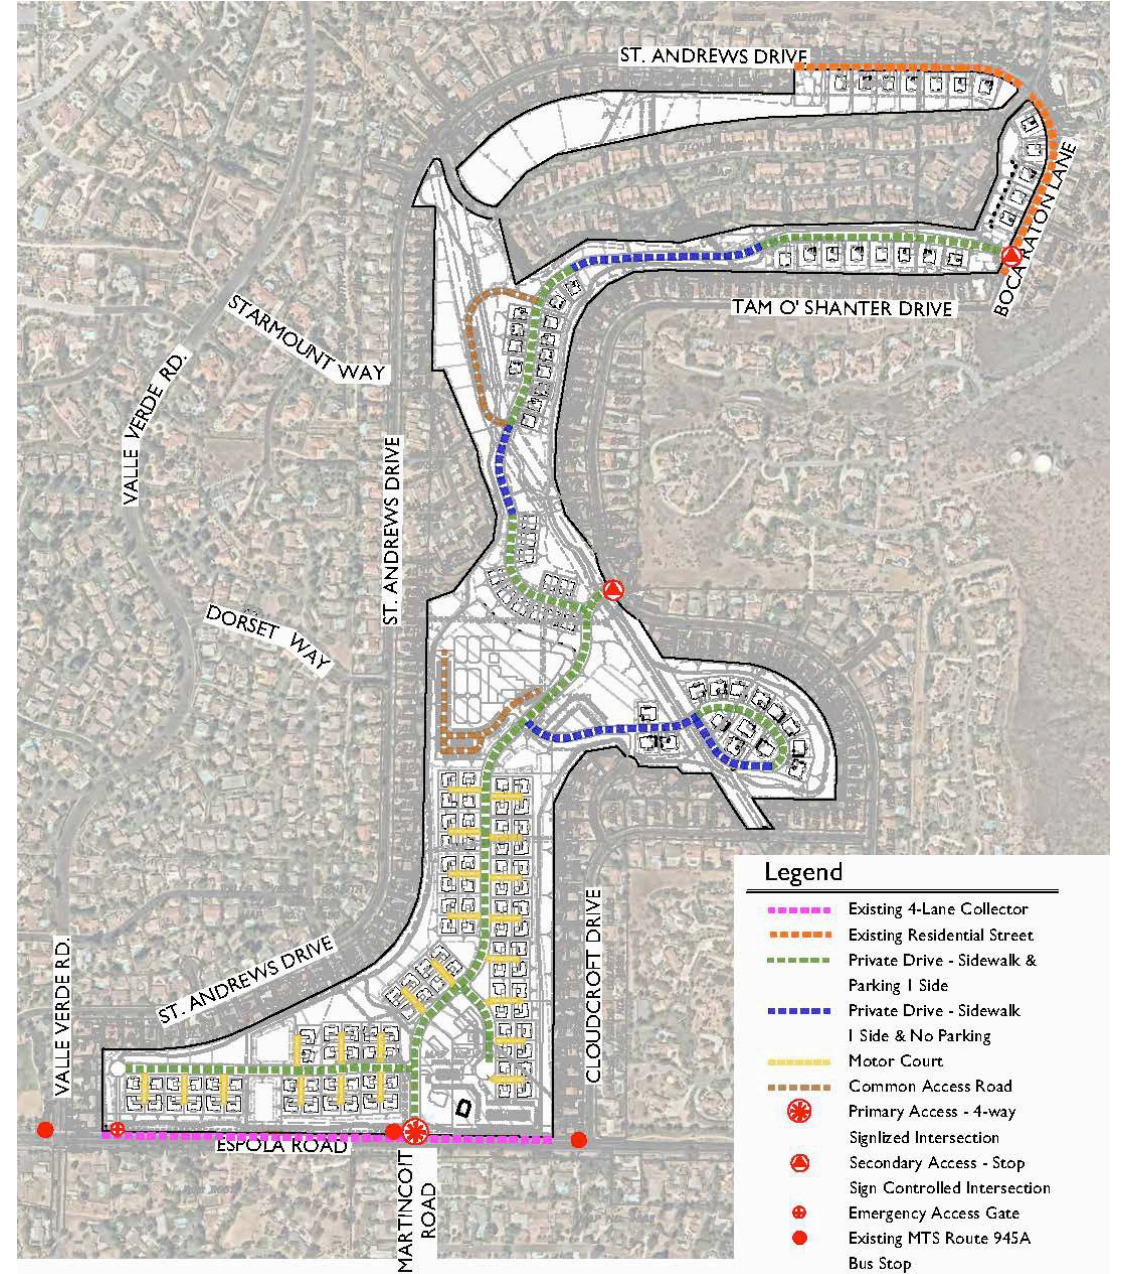 ST. ANDREWS DRIVE
BOCA RATON LANE
TAM O' SHANTER DRIVE
STARMOUNT WAY
VALLE VERDE RD.
ST. ANDREWS DRIVE
DORSET WAY
ST. ANDREWS DRIVE
VALLE VERDE RD.
CLOUDCROFT DRIVE
ESPOLA ROAD
MARTINCOIT
ROAD
Legend
Existing 4-Lane Collector
Existing Residential Street
Private Drive - Sidewalk &
Parking 1 Side
Private Drive - Sidewalk
1 Side & No Parking
Motor Court
Common Access Road
Primary Access - 4-way
Signlized Intersection
Secondary Access - Stop
Sign Controlled Intersection
Emergency Access Gate
Existing MTS Route 945A
Bus Stop